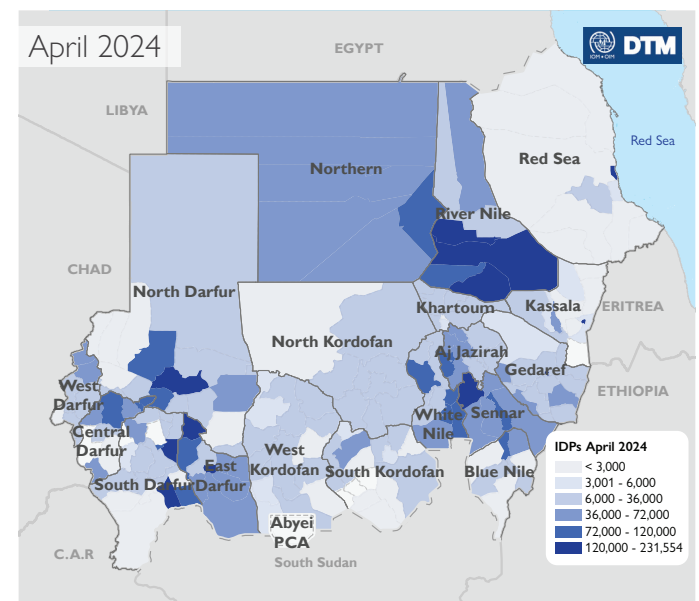 April 2024
IOM • OIM
DTM
EGYPT
LIBYA
Red Sea
Red Sea
Northern
River Nile
CHAD
North Darfur
Khartoum
Kassala
ERITREA
North Kordofan
Aj Jazirah
Gedaref
West
Darfur
ETHIOPIA
White
Nile
Sennar
Central
Darfur
West
Kordofan
East
Darfur
South Darfur
South Kordofan
Blue Nile
Abyei
PCA
C.A.R
South Sudan
IDPs April 2024
< 3,000
3,001 - 6,000
6,000 - 36,000
36,000 - 72,000
72,000 - 120,000
120,000 - 231,554